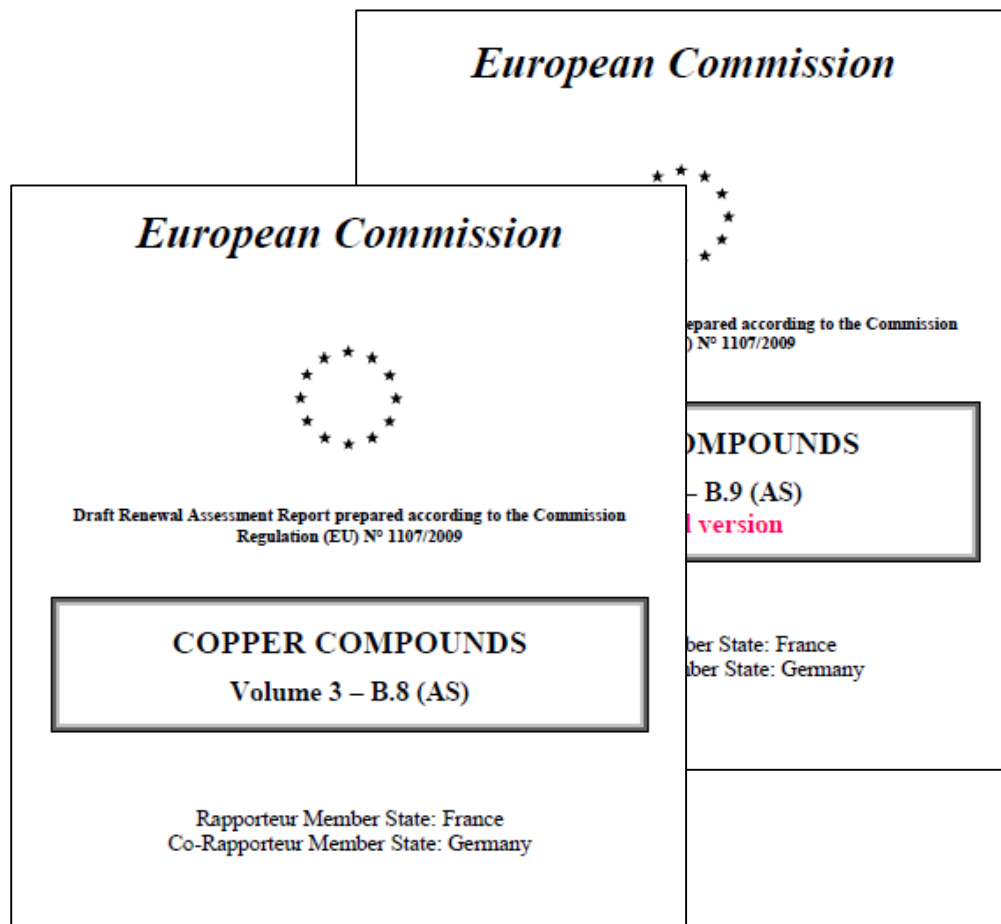 European Commission
epared according to the Commission
) N° 1107/2009
OMPOUNDS
– B.9 (AS)
version
ber State: France
ber State: Germany
European Commission
Draft Renewal Assessment Report prepared according to the Commission
Regulation (EU) N° 1107/2009
COPPER COMPOUNDS
Volume 3 – B.8 (AS)
Rapporteur Member State: France
Co-Rapporteur Member State: Germany